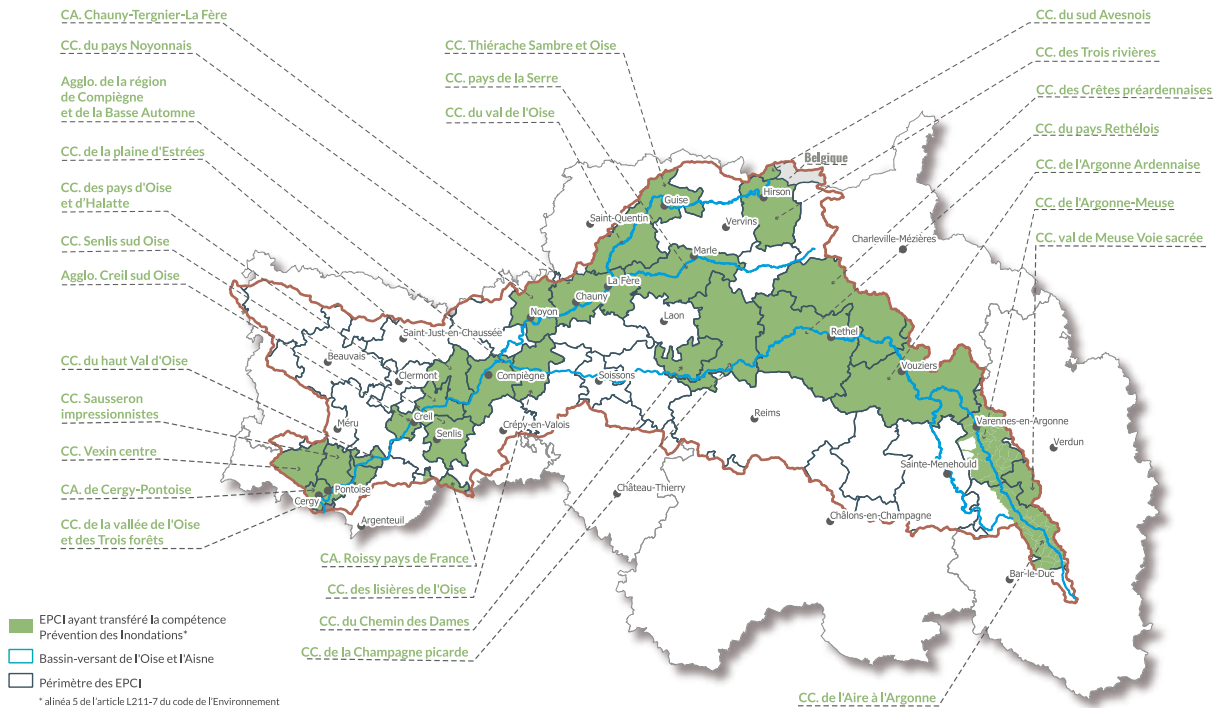 CA. Chauny-Tergnier-La Fère
CC. du pays Noyonnais
Agglo. de la région
de Compiègne
et de la Basse Automne
CC. de la plaine d'Estrées
CC. des pays d'Oise
et d'Halatte
CC. Senlis sud Oise
Agglo. Creil sud Oise
CC. du haut Val d'Oise
CC. Sausseron
impressionnistes
CC. Vexin centre
CA. de Cergy-Pontoise
CC. de la vallée de l'Oise
et des Trois forêts
CC. Thiérache Sambre et Oise
CC. pays de la Serre
CC. du val de l'Oise
CC. du sud Avesnois
CC. des Trois rivières
CC. des Crêtes préardennaises
CC. du pays Rethélois
CC. de l'Argonne Ardennaise
CC. de l'Argonne-Meuse
CC. val de Meuse Voie sacrée
Belgique
Hirson
Guise
Saint-Quentin
Vervins
Charleville-Mézières
Marle
La Fère
Chauny
Noyon
Laon
Saint-Just-en-Chaussée
Rethel
Beauvais
Vouziers
Clermont
Compiègne
Soissons
Creil
Reims
Méru
Senlis
Crépy-en-Valois
Varennes-en-Argonne
Verdun
Sainte-Menehould
Pontoise
Cergy
Château-Thierry
Argenteuil
Châlons-en-Champagne
Bar-le-Duc
CA. Roissy pays de France
CC. des lisières de l'Oise
CC. du Chemin des Dames
CC. de la Champagne picarde
CC. de l'Aire à l'Argonne
EPCI ayant transféré la compétence
Prévention des Inondations*
Bassin-versant de l'Oise et l'Aisne
Périmètre des EPCI
* alinéa 5 de l'article L211-7 du code de l'Environnement